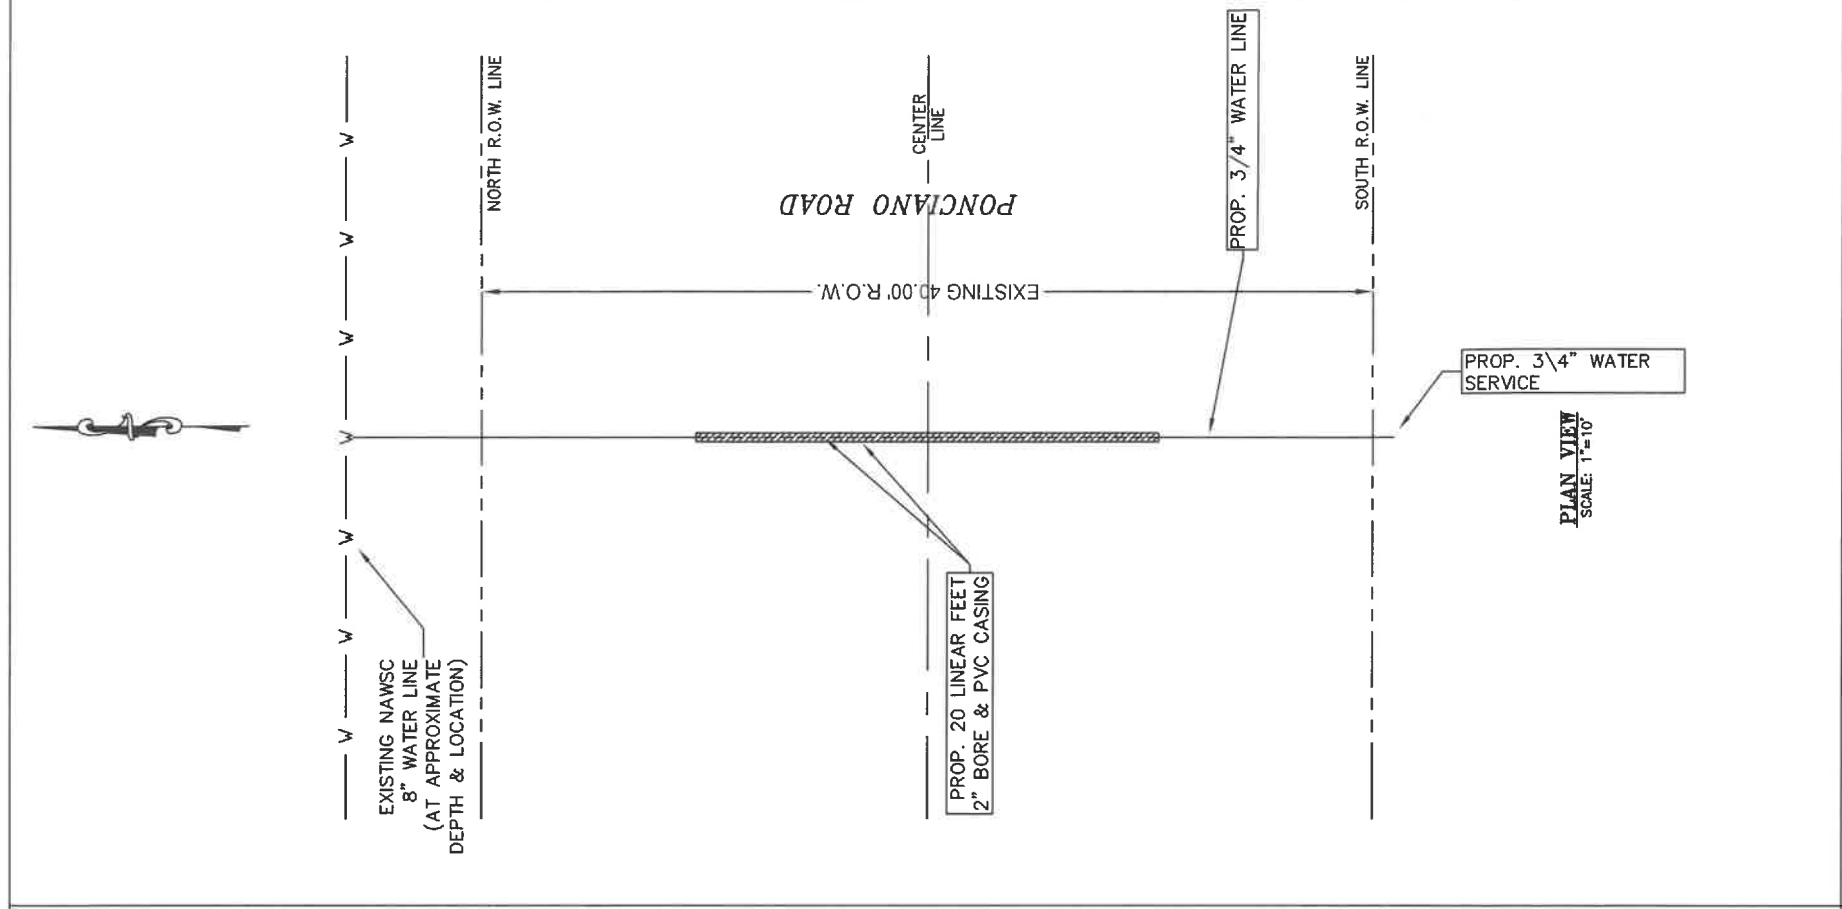 W
W
W
W
W
W
W
NORTH R.O.W. LINE
CENTER
LINE
PROP. 3/4" WATER LINE
SOUTH R.O.W. LINE
PONCIANO ROAD
EXISTING 40.00' R.O.W.
PROP. 3\4" WATER
SERVICE
EXISTING NAWSC
8" WATER LINE
(AT APPROXIMATE
DEPTH & LOCATION)
PROP. 20 LINEAR FEET
2" BORE & PVC CASING
PLAN VIEW
SCALE: 1"=10'